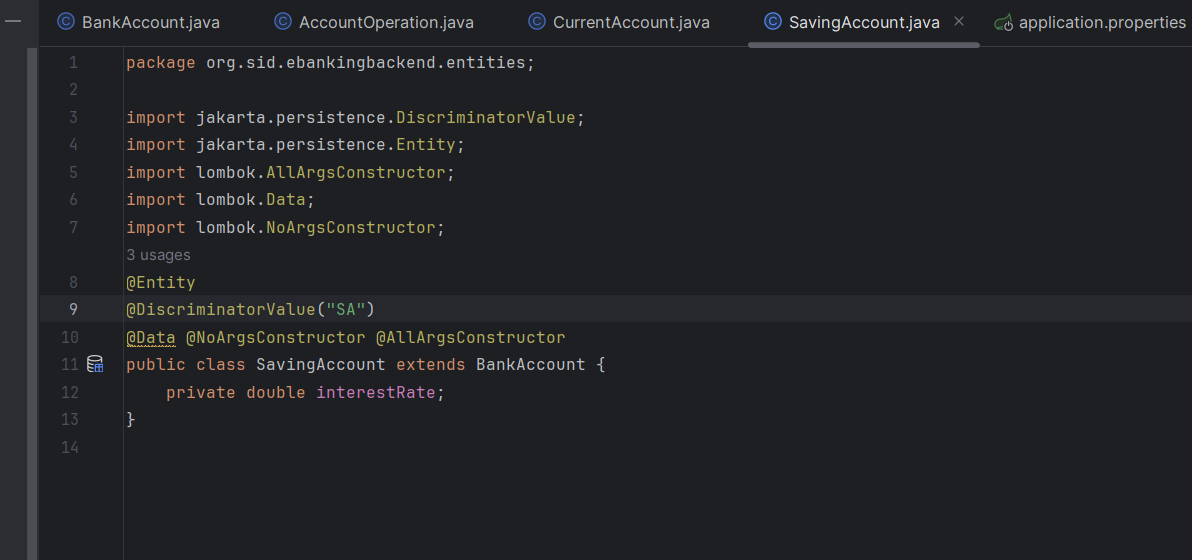 BankAccount.java AccountOperation.java CurrentAccount.java SavingAccount.java application.properties
1 package org.sid.ebankingbackend.entities;
2
3 import jakarta.persistence.DiscriminatorValue;
4 import jakarta.persistence.Entity;
5 import lombok.AllArgsConstructor;
6 import lombok.Data;
7 import lombok.NoArgsConstructor;
3 usages
8 @Entity
9 @DiscriminatorValue("SA")
10 @Data @NoArgsConstructor @AllArgsConstructor
11 public class SavingAccount extends BankAccount {
12 private double interestRate;
13 }
14